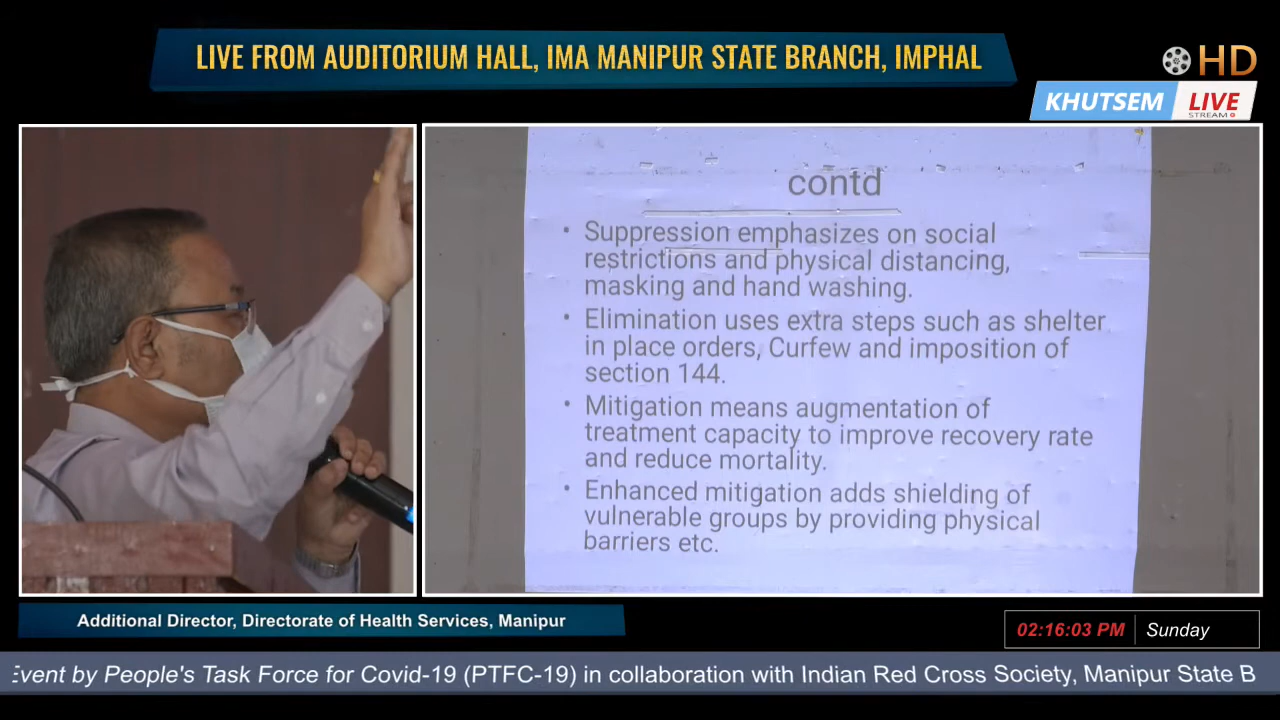 LIVE FROM AUDITORIUM HALL, IMA MANIPUR STATE BRANCH, IMPHAL
HD
KHUTSEM LIVE
STREAM
contd
• Suppression emphasizes on social
restrictions and physical distancing,
masking and hand washing.
• Elimination uses extra steps such as shelter
in place orders, Curfew and imposition of
section 144.
• Mitigation means augmentation of
treatment capacity to improve recovery rate
and reduce mortality.
• Enhanced mitigation adds shielding of
vulnerable groups by providing physical
barriers etc.
Additional Director, Directorate of Health Services, Manipur
02:16:03 PM Sunday
Event by People's Task Force for Covid-19 (PTFC-19) in collaboration with Indian Red Cross Society, Manipur State B